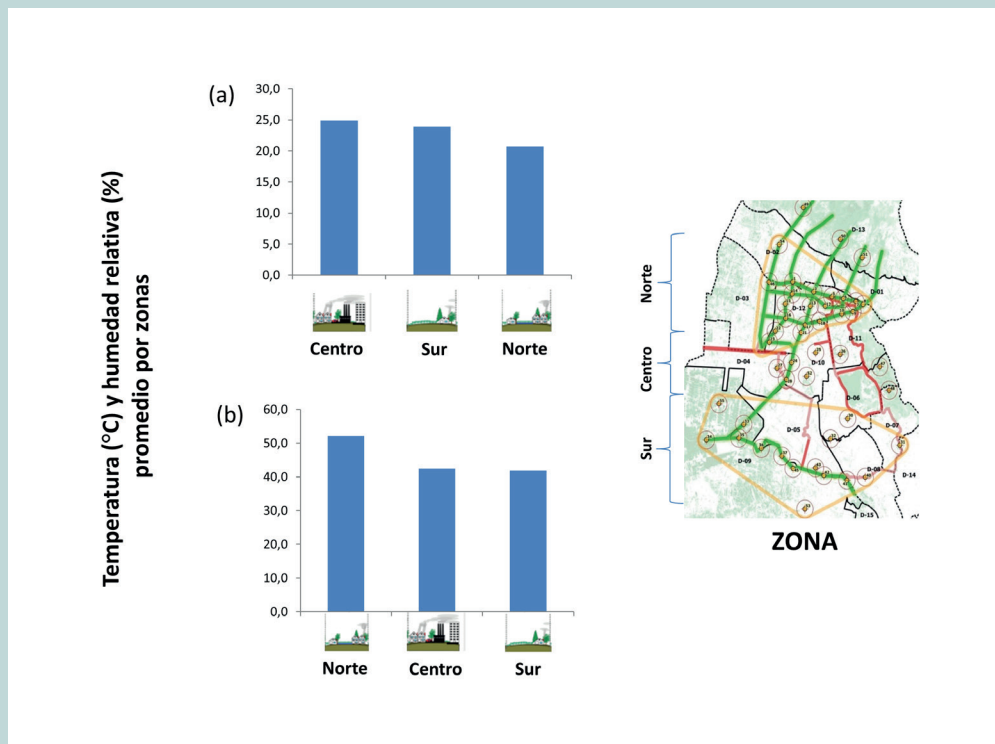 Temperatura (°C) y humedad relativa (%)
promedio por zonas
(a)
30,0
25,0
20,0
15,0
10,0
5,0
0,0
Centro
Sur
Norte
(b)
60,0
50,0
40,0
30,0
20,0
10,0
0,0
Norte
Centro
Sur
Norte
Centro
Sur
D-02
D-13
D-03
D-01
D-12
D-11
D-04
D-10
D-06
D-05
D-07
D-09
D-08
D-14
D-15
ZONA